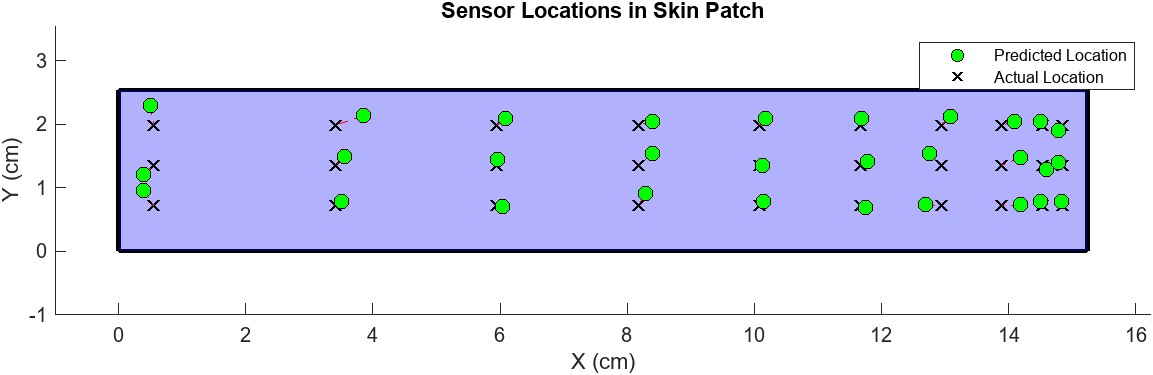 Sensor Locations in Skin Patch
Predicted Location
Actual Location
3
2
1
0
-1
Y (cm)
0 2 4 6 8 10 12 14 16
X (cm)